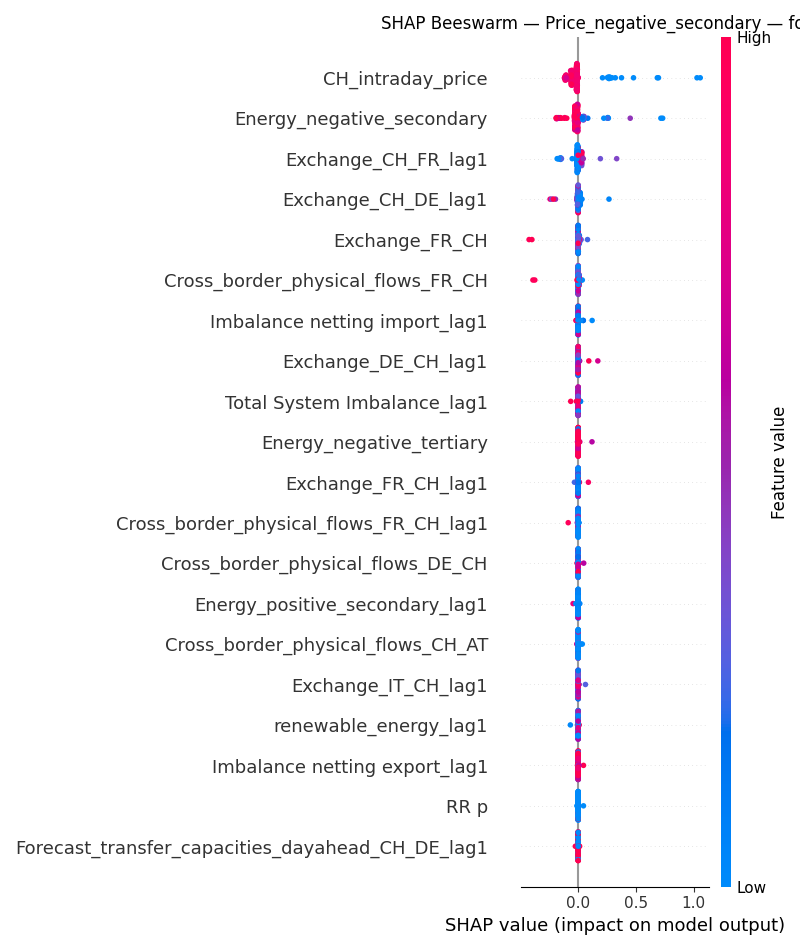 SHAP Beeswarm — Price_negative_secondary — fo
High
CH_intraday_price
Energy_negative_secondary
Exchange_CH_FR_lag1
Exchange_CH_DE_lag1
Exchange_FR_CH
Cross_border_physical_flows_FR_CH
Imbalance netting import_lag1
Exchange_DE_CH_lag1
Total System Imbalance_lag1
Energy_negative_tertiary
Exchange_FR_CH_lag1
Cross_border_physical_flows_FR_CH_lag1
Cross_border_physical_flows_DE_CH
Energy_positive_secondary_lag1
Cross_border_physical_flows_CH_AT
Exchange_IT_CH_lag1
renewable_energy_lag1
Imbalance netting export_lag1
RR p
Forecast_transfer_capacities_dayahead_CH_DE_lag1
Feature value
Low
0.0 0.5 1.0
SHAP value (impact on model output)